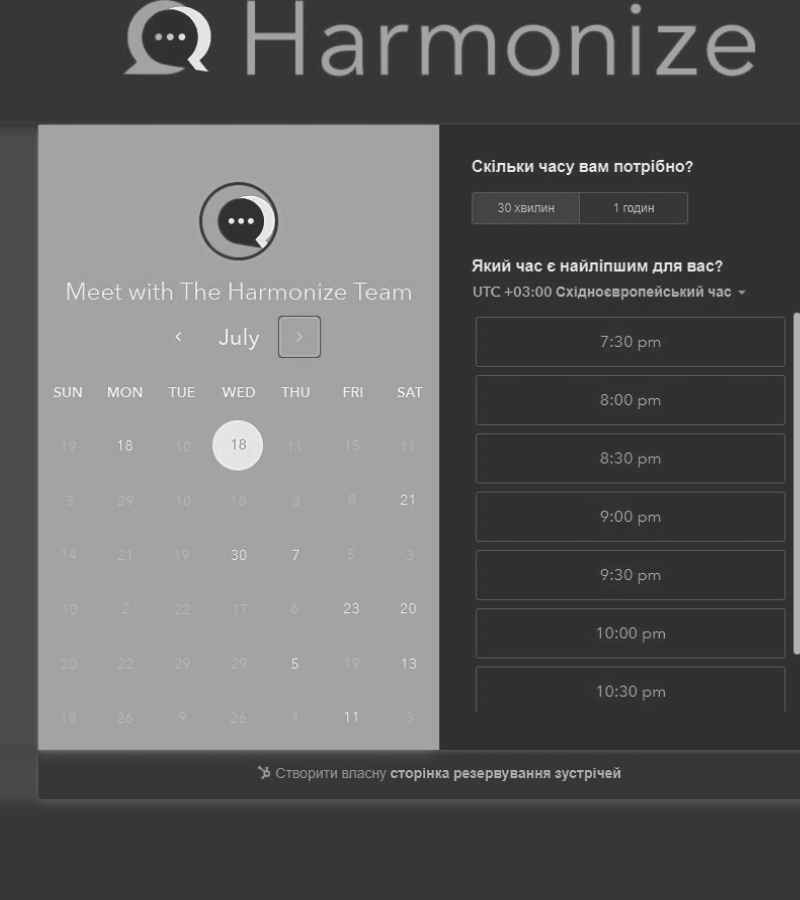 Harmonize
Meet with The Harmonize Team
July
SUN MON TUE WED THU FRI SAT
19 18 10 18 11 15 11
3 29 10 18 3 8 21
14 21 19 30 7 5 3
10 2 22 17 6 23 20
20 22 29 29 5 19 13
18 26 9 26 1 11 3
Скільки часу вам потрібно?
30 хвилин 1 годин
Який час є найліпшим для вас?
UTC +03:00 Східноєвропейський час
7:30 pm
8:00 pm
8:30 pm
9:00 pm
9:30 pm
10:00 pm
10:30 pm
Створити власну сторінка резервування зустрічей